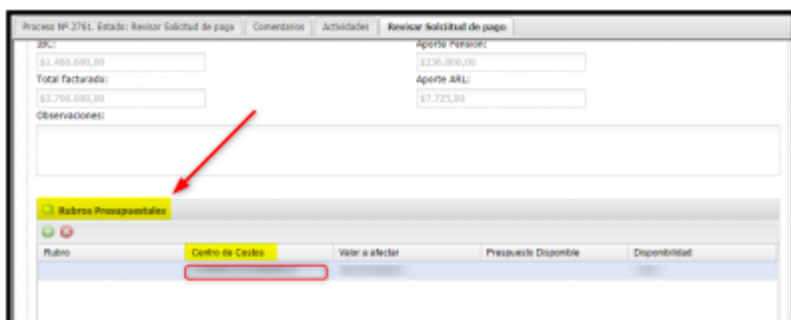 Process Nº.2761. Estado: Revisar Solicitud de pago Comentarios Actividades Revisar Solicitud de pago
IBC: Aporte Pension:
$1.480.000,00 $236.800,00
Total facturado: Aporte ARL:
$3.700.000,00 $7.725,00
Observaciones:
Rubros Presupuestales
Rubro Centro de Costos Valor a afectar Presupuesto Disponible Disponibilidad